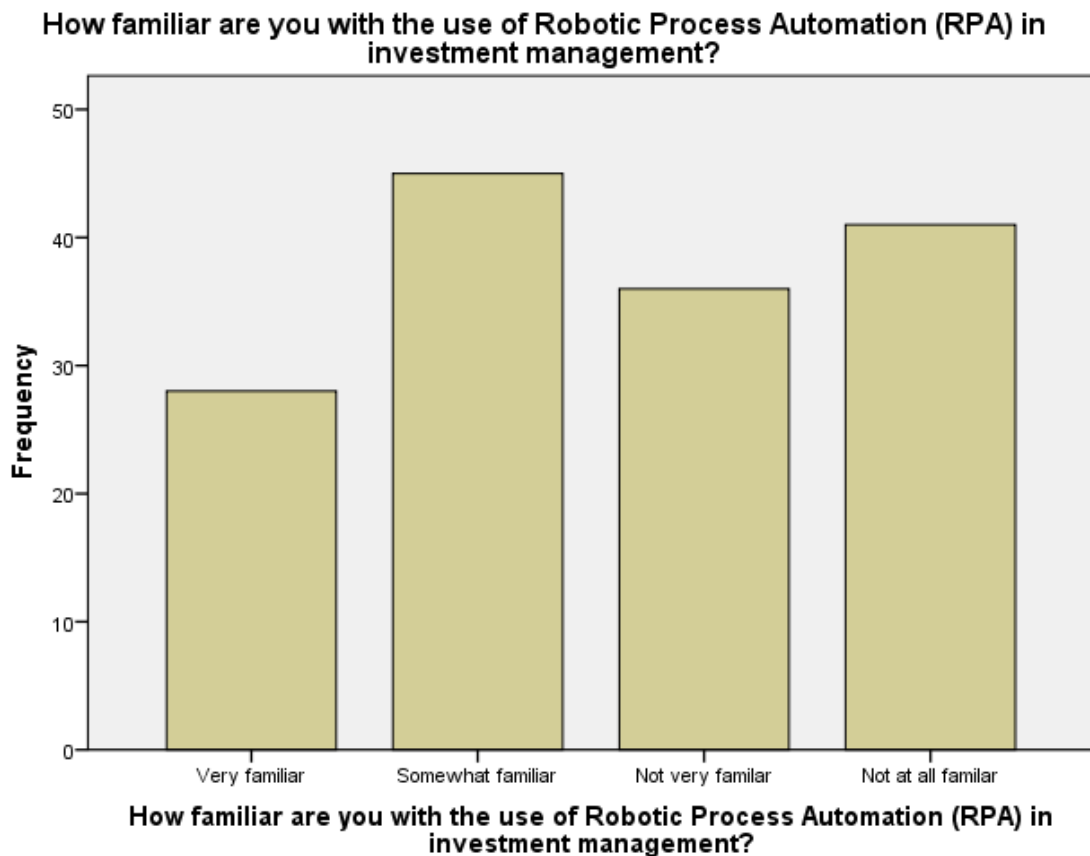 How familiar are you with the use of Robotic Process Automation (RPA) in
investment management?
50
40
30
20
10
0
Frequency
Very familiar
Somewhat familiar
Not very familar
Not at all familar
How familiar are you with the use of Robotic Process Automation (RPA) in
investment management?